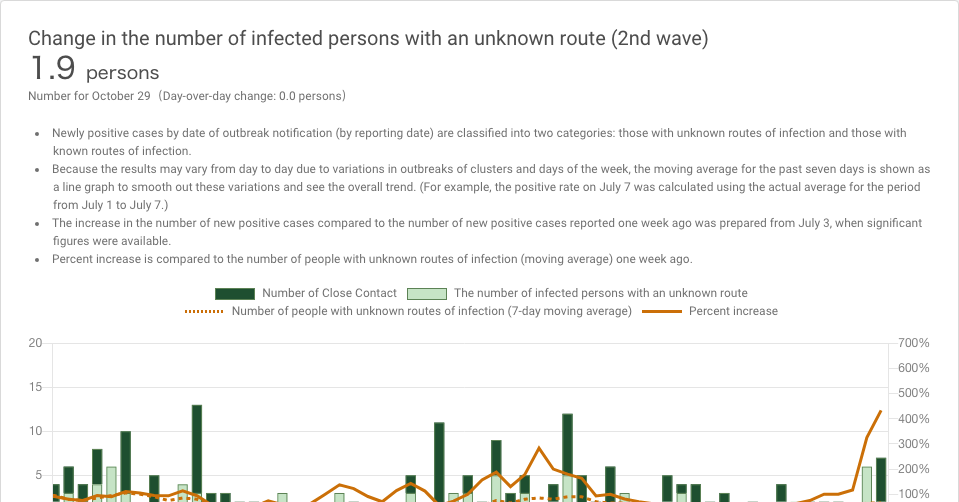 Change in the number of infected persons with an unknown route (2nd wave)
1.9 persons
Number for October 29 (Day-over-day change: 0.0 persons)
• Newly positive cases by date of outbreak notification (by reporting date) are classified into two categories: those with unknown routes of infection and those with
known routes of infection.
• Because the results may vary from day to day due to variations in outbreaks of clusters and days of the week, the moving average for the past seven days is shown as
a line graph to smooth out these variations and see the overall trend. (For example, the positive rate on July 7 was calculated using the actual average for the period
from July 1 to July 7.)
• The increase in the number of new positive cases compared to the number of new positive cases reported one week ago was prepared from July 3, when significant
figures were available.
• Percent increase is compared to the number of people with unknown routes of infection (moving average) one week ago.
Number of Close Contact The number of infected persons with an unknown route
Number of people with unknown routes of infection (7-day moving average) Percent increase
20 700%
600%
15 500%
400%
10 300%
200%
5 100%